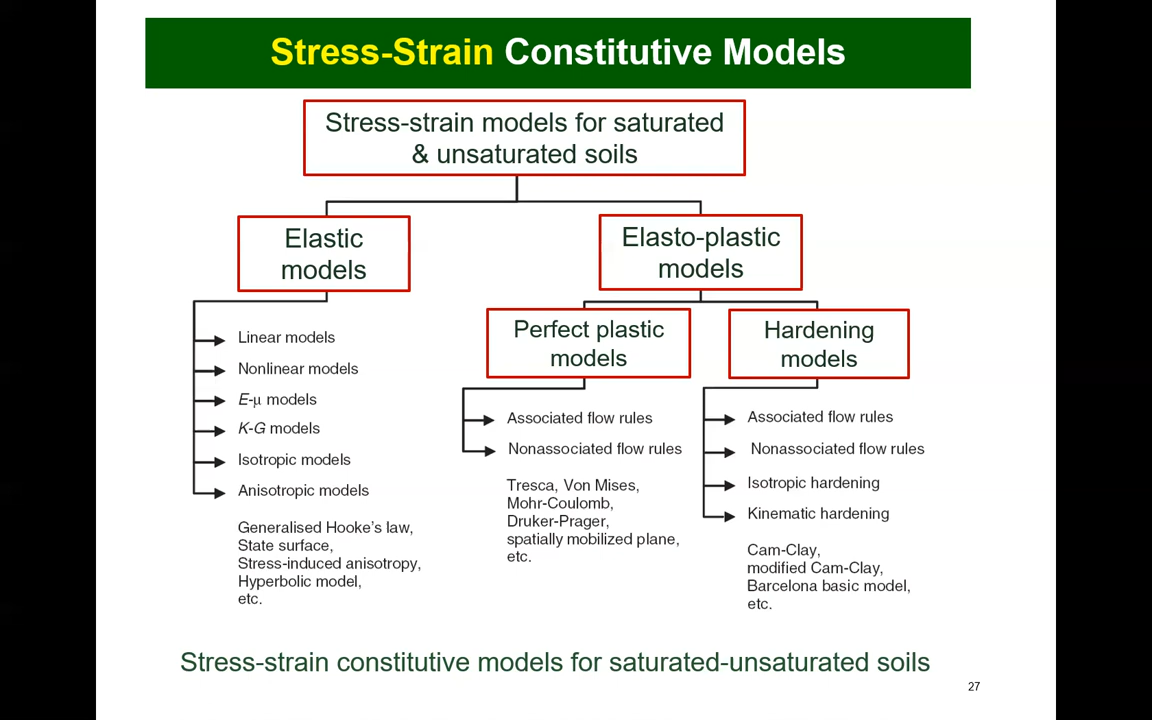 Stress-Strain Constitutive Models
Stress-strain models for saturated
& unsaturated soils
Elastic
models
Elasto-plastic
models
Linear models
Nonlinear models
E-μ models
K-G models
Isotropic models
Anisotropic models
Generalised Hooke's law,
State surface,
Stress-induced anisotropy,
Hyperbolic model,
etc.
Perfect plastic
models
Associated flow rules
Nonassociated flow rules
Tresca, Von Mises,
Mohr-Coulomb,
Druker-Prager,
spatially mobilized plane,
etc.
Hardening
models
Associated flow rules
Nonassociated flow rules
Isotropic hardening
Kinematic hardening
Cam-Clay,
modified Cam-Clay,
Barcelona basic model,
etc.
Stress-strain constitutive models for saturated-unsaturated soils
27